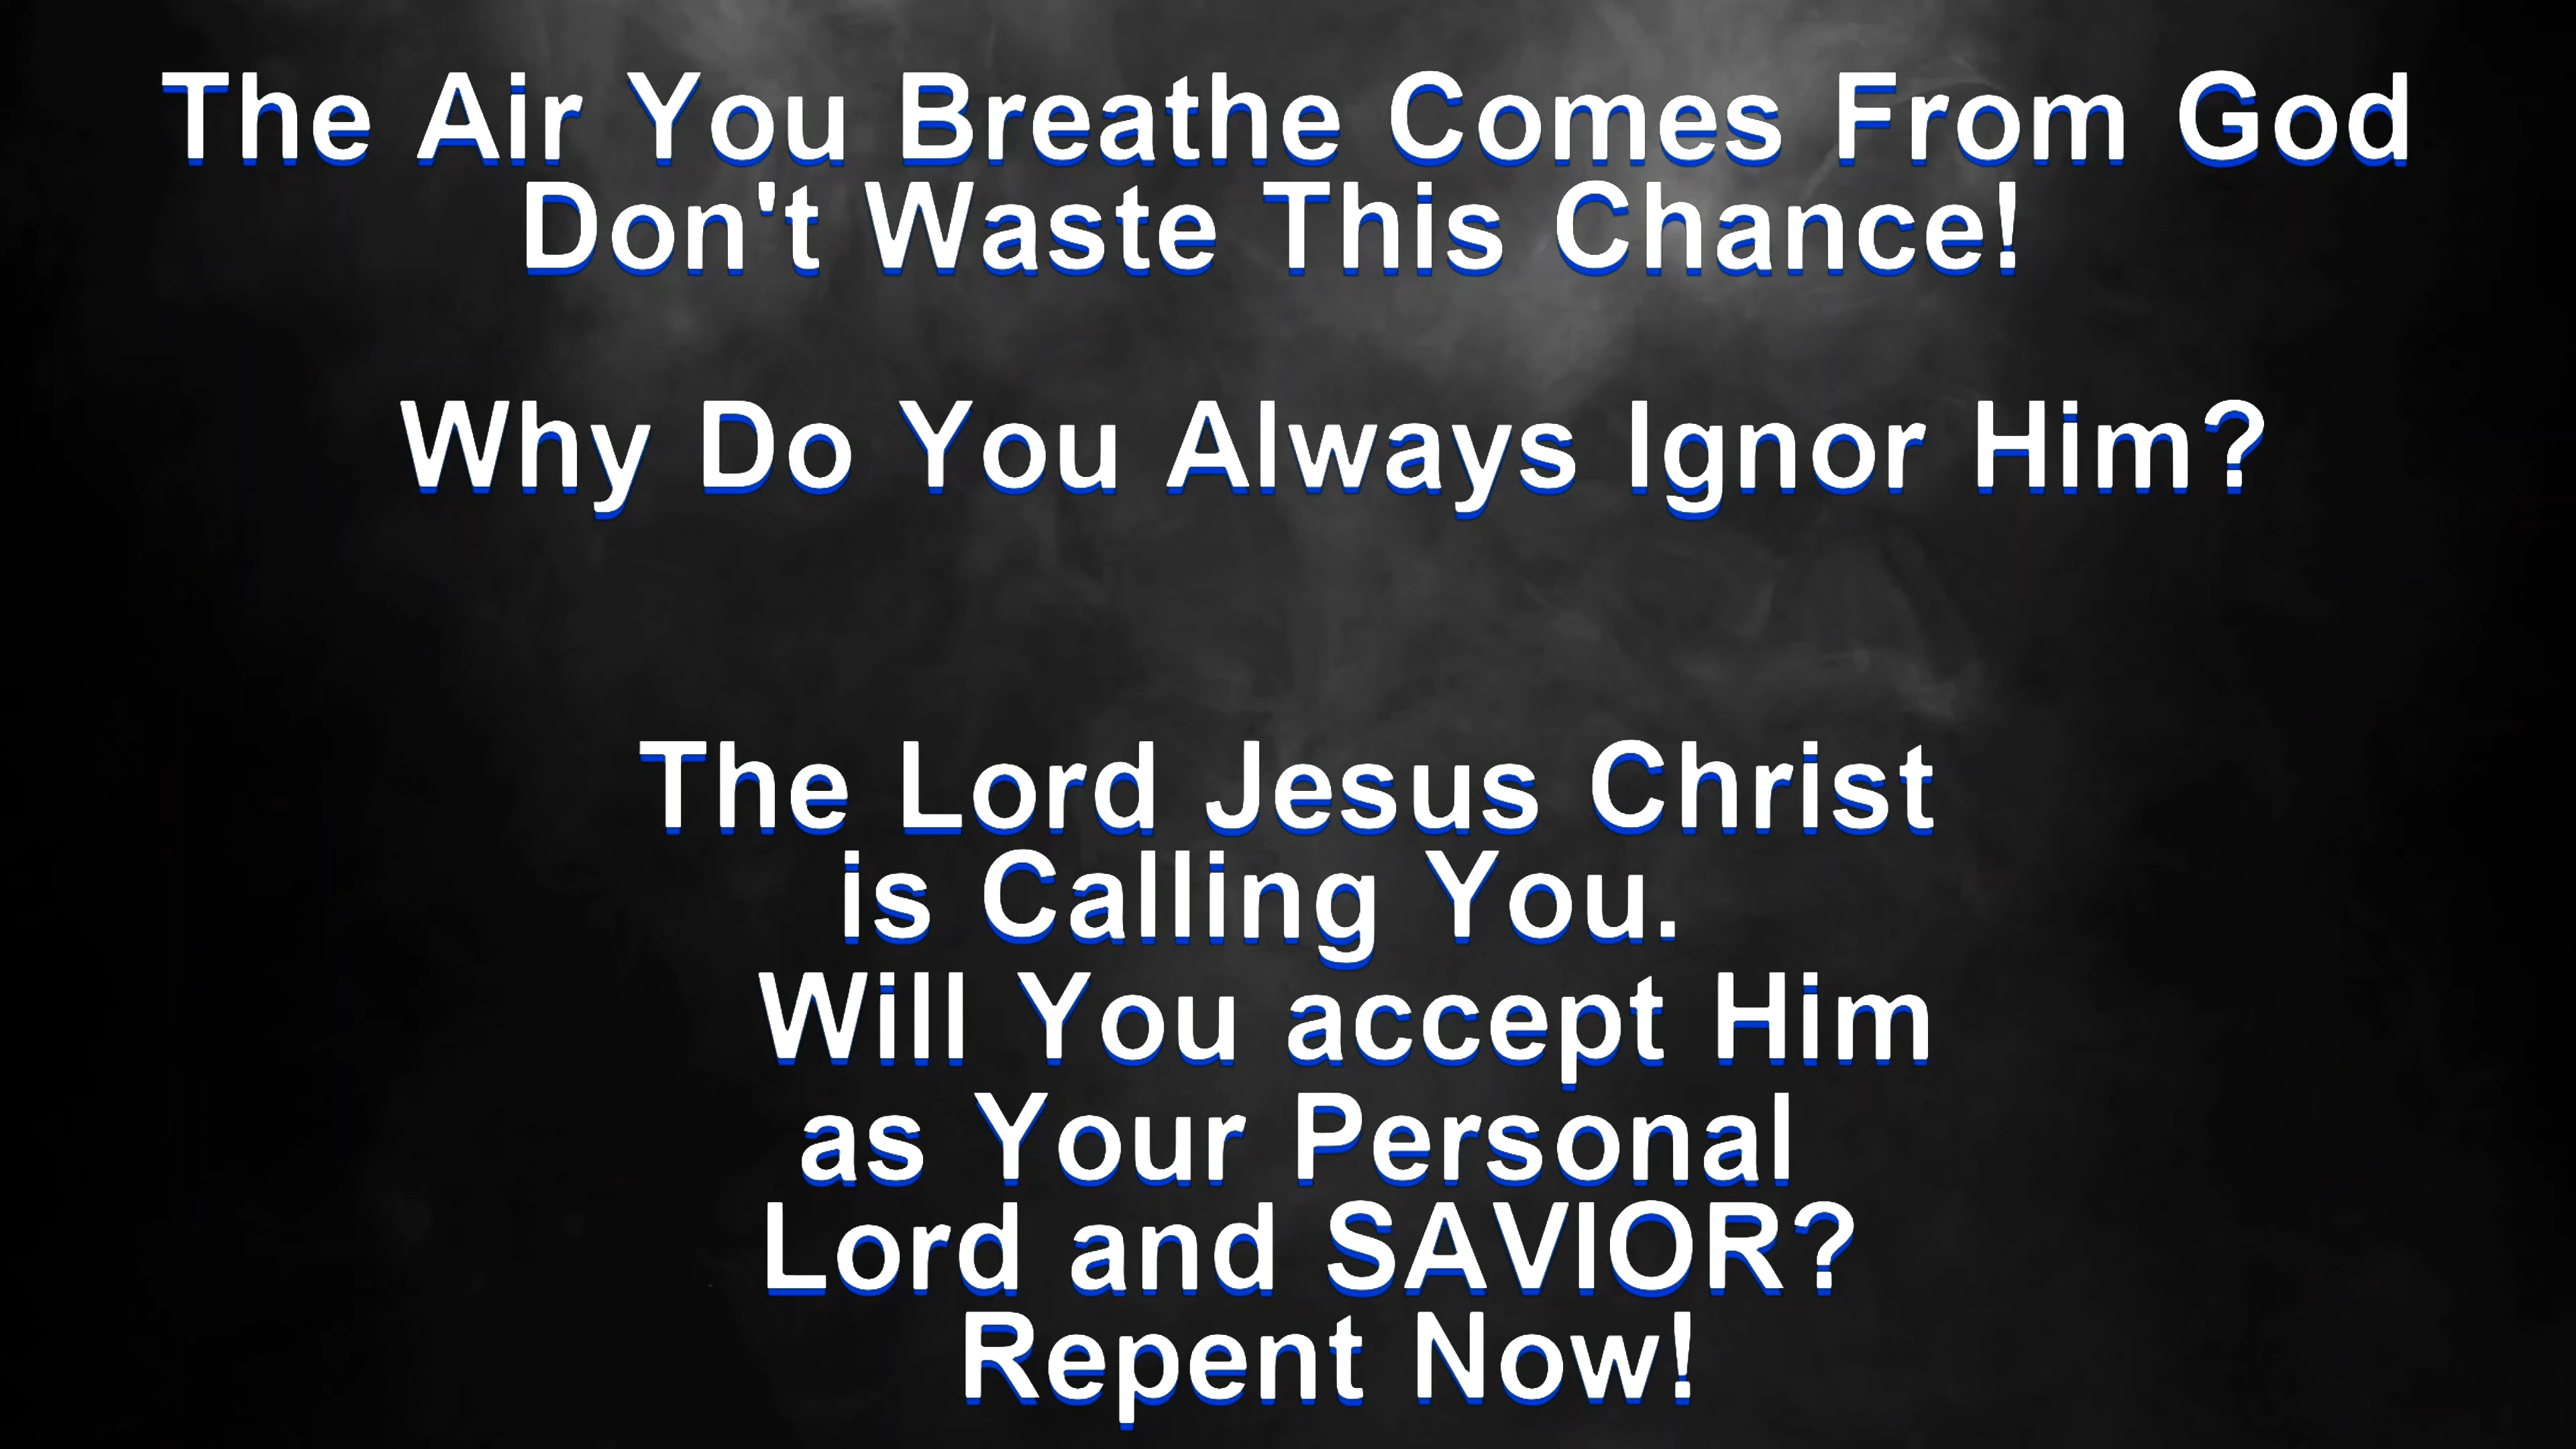 The Air You Breathe Comes From God
Don't Waste This Chance!
Why Do You Always Ignor Him?
The Lord Jesus Christ
is Calling You.
Will You accept Him
as Your Personal
Lord and SAVIOR?
Repent Now!